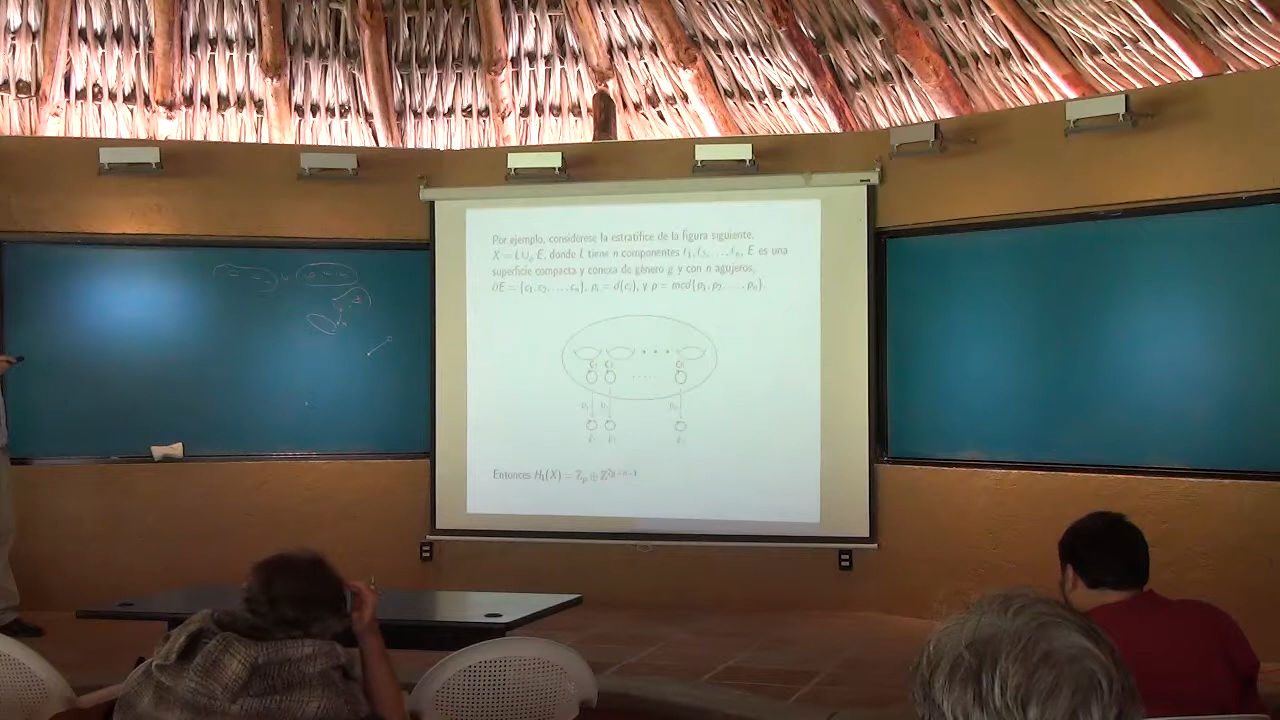 Por ejemplo, considerese la estratifice de la figura siguiente,
X = L ∪ E, donde L tiene n componentes ℓ₁, ℓ₂, …, ℓₙ, E es una
superficie compacta y conexa de género g y con n agujeros,
∂E = {c₁, c₂, …, cₙ}, pᵢ = d(cᵢ), y p = mcd{p₁, p₂, …, pₙ}.
Entonces H₁(X) = ℤₚ ⊕ ℤ